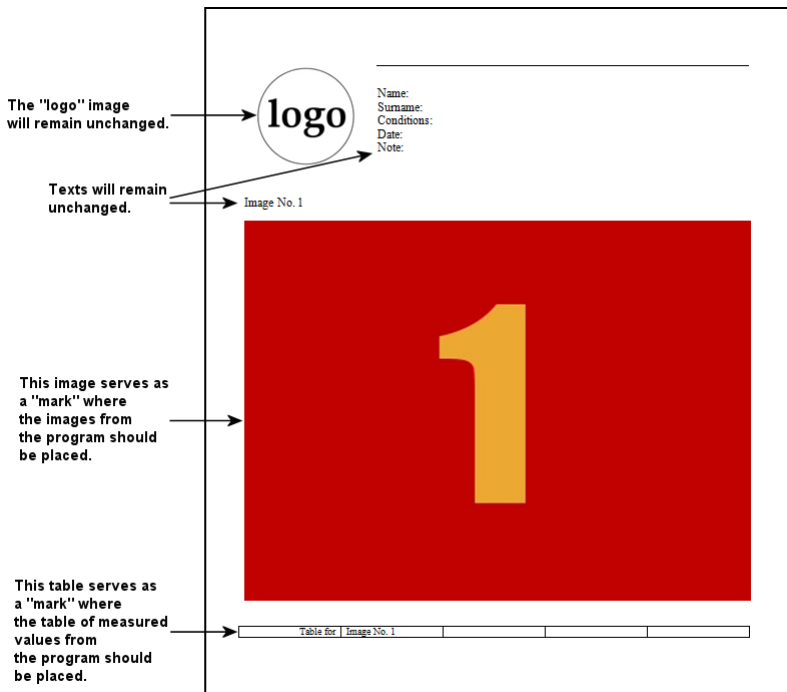 The "logo" image
will remain unchanged.
logo
Name:
Surname:
Conditions:
Date:
Note:
Texts will remain
unchanged.
Image No. 1
1
This image serves as
a "mark" where
the images from
the program should
be placed.
This table serves as
a "mark" where
the table of measured
values from
the program should
be placed.
Table for Image No. 1